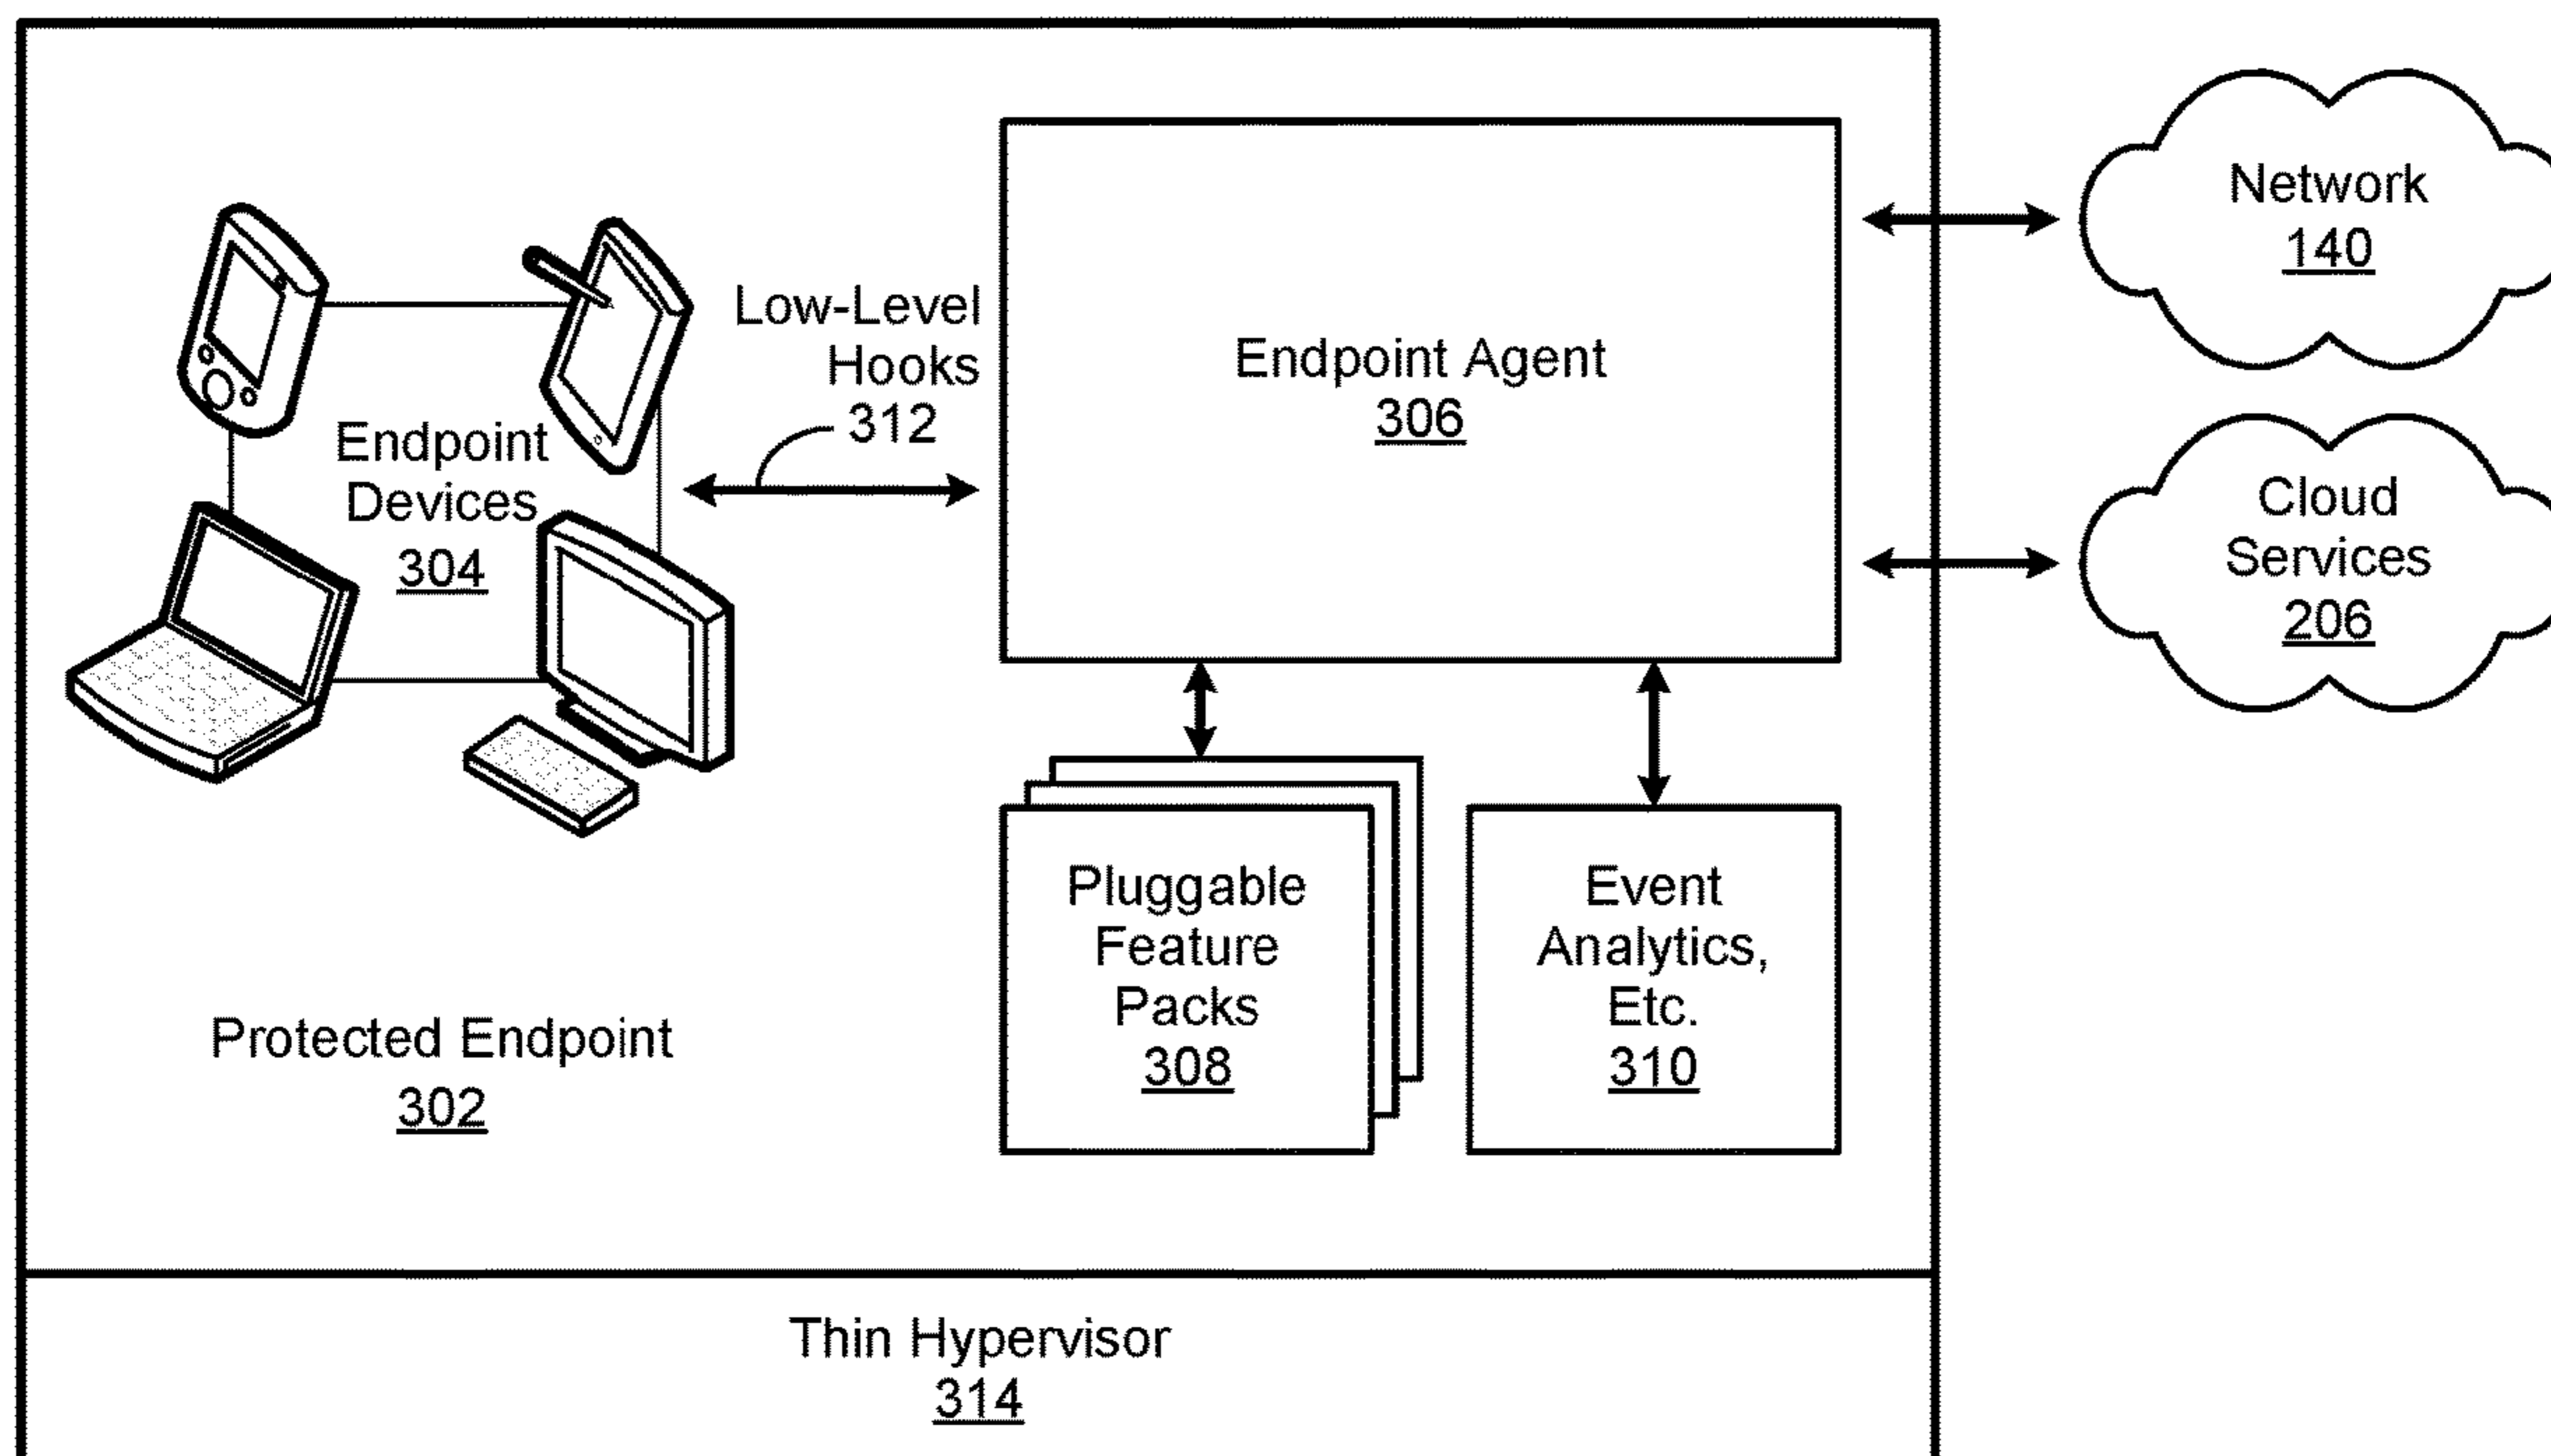 Network
140
Low-Level
Hooks
312
Endpoint Agent
306
Endpoint
Devices
304
Cloud
Services
206
Pluggable
Feature
Packs
308
Event
Analytics,
Etc.
310
Protected Endpoint
302
Thin Hypervisor
314